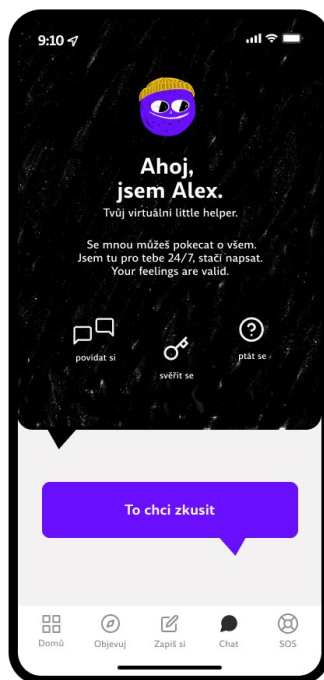 9:10
Ahoj,
jsem Alex.
Tvůj virtuální little helper.
Se mnou můžeš pokecat o všem.
Jsem tu pro tebe 24/7, stačí napsat.
Your feelings are valid.
povídat si
svěřit se
ptát se
To chci zkusit
Domů
Objevuj
Zapiš si
Chat
SOS